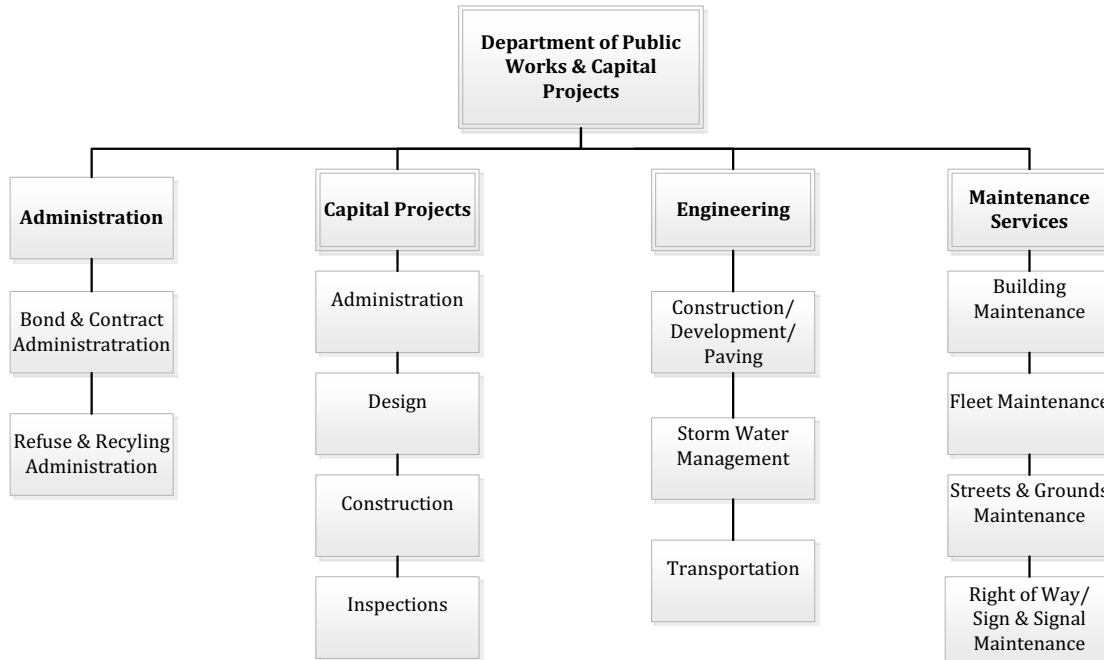 Department of Public
Works & Capital
Projects
Administration
Bond & Contract
Administratration
Refuse & Recyling
Administration
Capital Projects
Administration
Design
Construction
Inspections
Engineering
Construction/
Development/
Paving
Storm Water
Management
Transportation
Maintenance
Services
Building
Maintenance
Fleet Maintenance
Streets & Grounds
Maintenance
Right of Way/
Sign & Signal
Maintenance